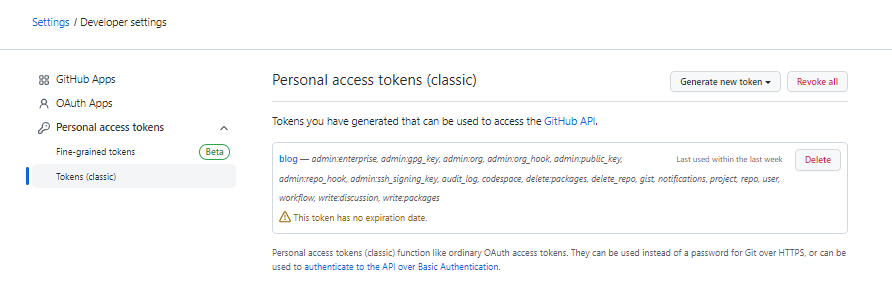 Settings / Developer settings
GitHub Apps
OAuth Apps
Personal access tokens
Fine-grained tokens Beta
Tokens (classic)
Personal access tokens (classic) Generate new token Revoke all
Tokens you have generated that can be used to access the GitHub API.
blog — admin:enterprise, admin:gpg_key, admin:org, admin:org_hook, admin:public_key, Last used within the last week Delete
admin:repo_hook, admin:ssh_signing_key, audit_log, codespace, delete:packages, delete_repo, gist, notifications, project, repo, user,
workflow, write:discussion, write:packages
This token has no expiration date.
Personal access tokens (classic) function like ordinary OAuth access tokens. They can be used instead of a password for Git over HTTPS, or can be
used to authenticate to the API over Basic Authentication.